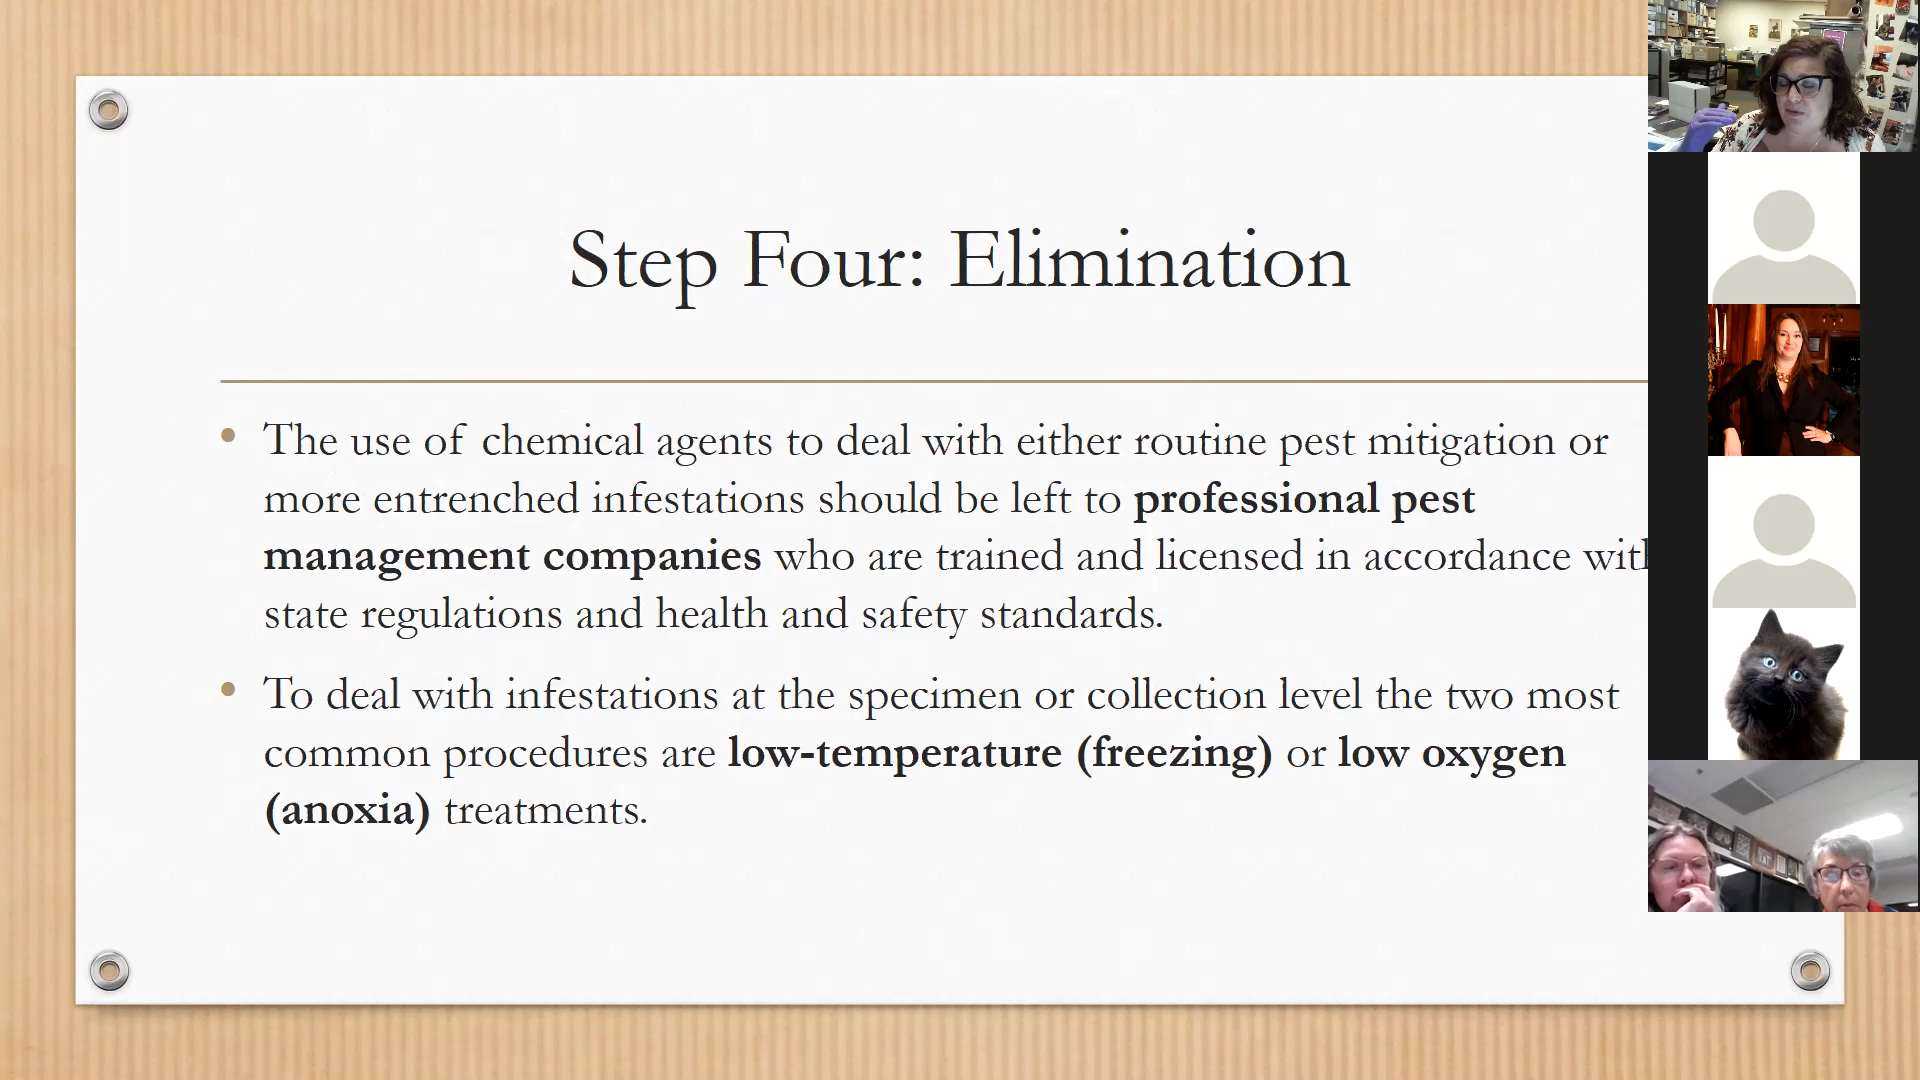 Step Four: Elimination
• The use of chemical agents to deal with either routine pest mitigation or
more entrenched infestations should be left to professional pest
management companies who are trained and licensed in accordance with
state regulations and health and safety standards.
• To deal with infestations at the specimen or collection level the two most
common procedures are low-temperature (freezing) or low oxygen
(anoxia) treatments.